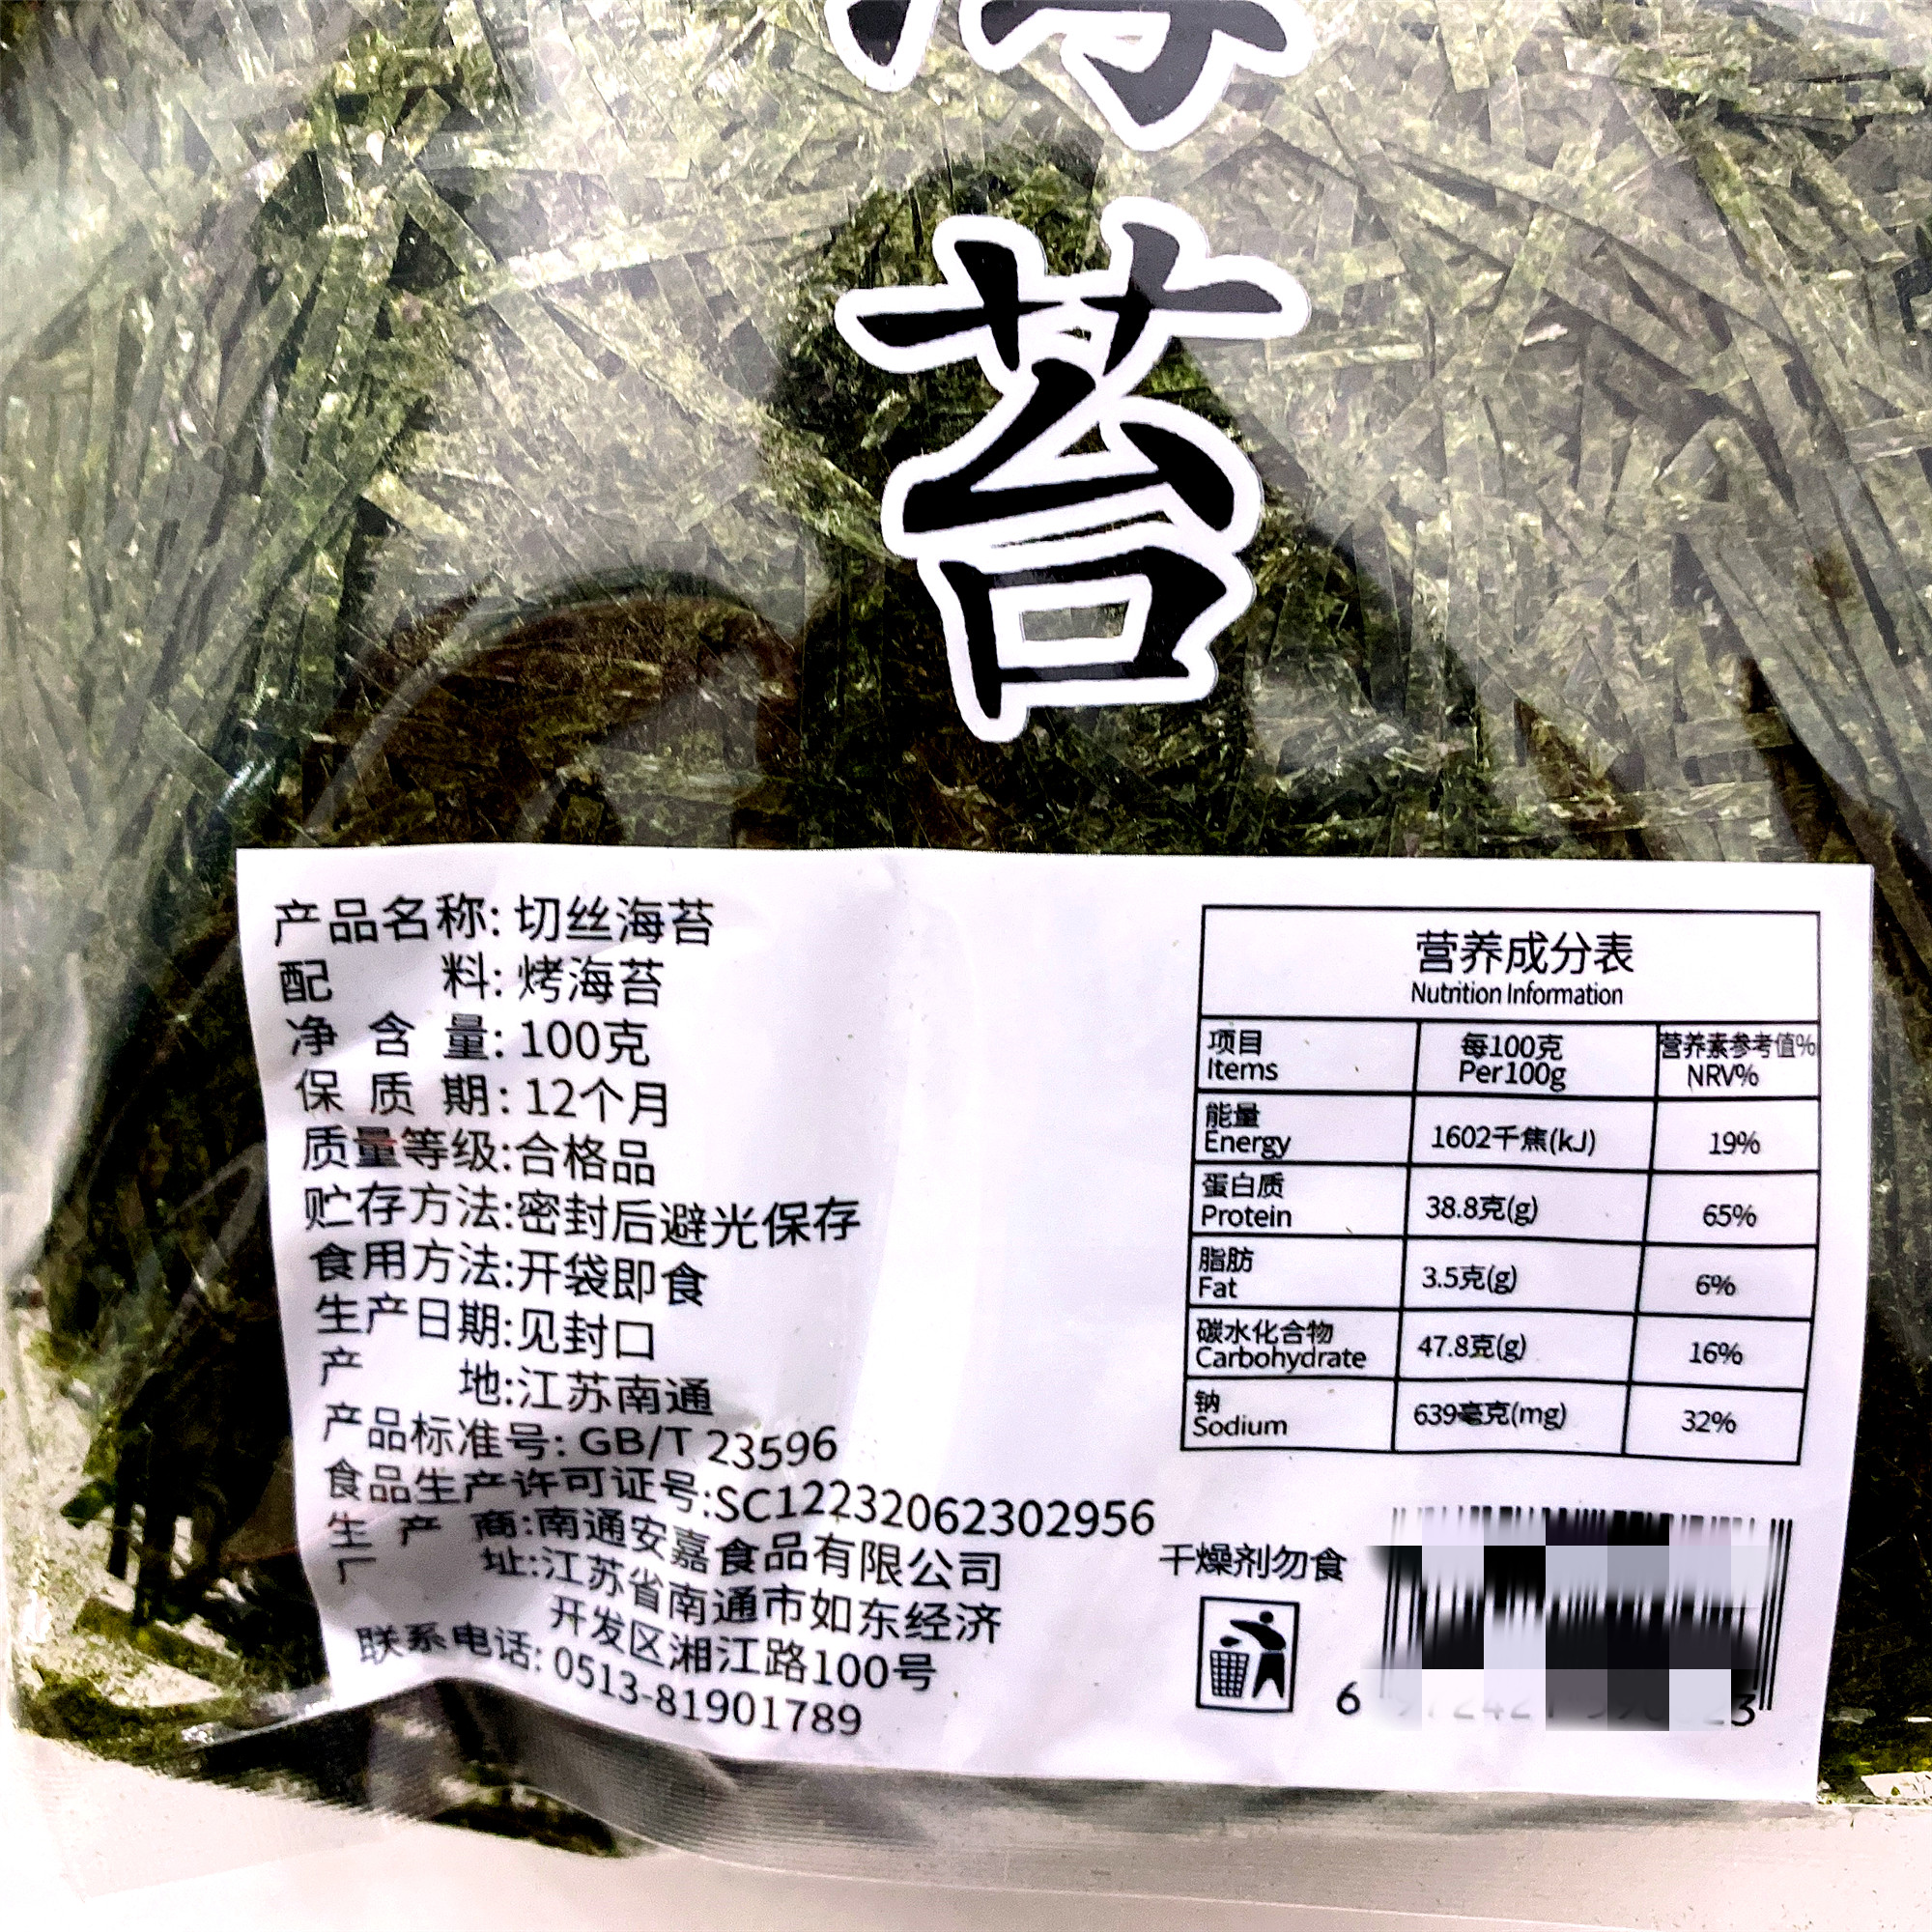 苔
产品名称: 切丝海苔
配 料: 烤海苔
净 含 量: 100克
保 质 期: 12个月
质量等级:合格品
贮存方法:密封后避光保存
食用方法:开袋即食
生产日期:见封口
产 地:江苏南通
产品标准号: GB/T 23596
食品生产许可证号:SC12232062302956
生 产 商:南通安嘉食品有限公司
厂 址:江苏省南通市如东经济
开发区湘江路100号
联系电话: 0513-81901789
营养成分表
Nutrition Information
项目 每100克 营养素参考值%
Items Per100g NRV%
能量
Energy 1602千焦(kJ) 19%
蛋白质
Protein 38.8克(g) 65%
脂肪
Fat 3.5克(g) 6%
碳水化合物
Carbohydrate 47.8克(g) 16%
钠
Sodium 639毫克(mg) 32%
干燥剂勿食